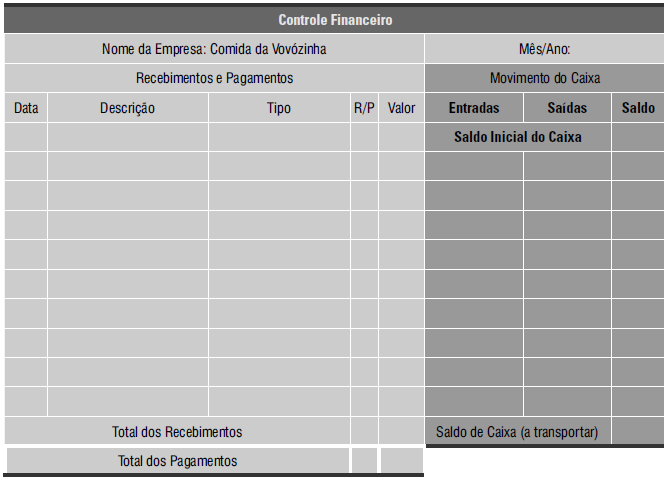 Controle Financeiro
Nome da Empresa: Comida da Vovózinha Mês/Ano:
Recebimentos e Pagamentos Movimento do Caixa
Data Descrição Tipo R/P Valor Entradas Saídas Saldo
Saldo Inicial do Caixa
Total dos Recebimentos Saldo de Caixa (a transportar)
Total dos Pagamentos